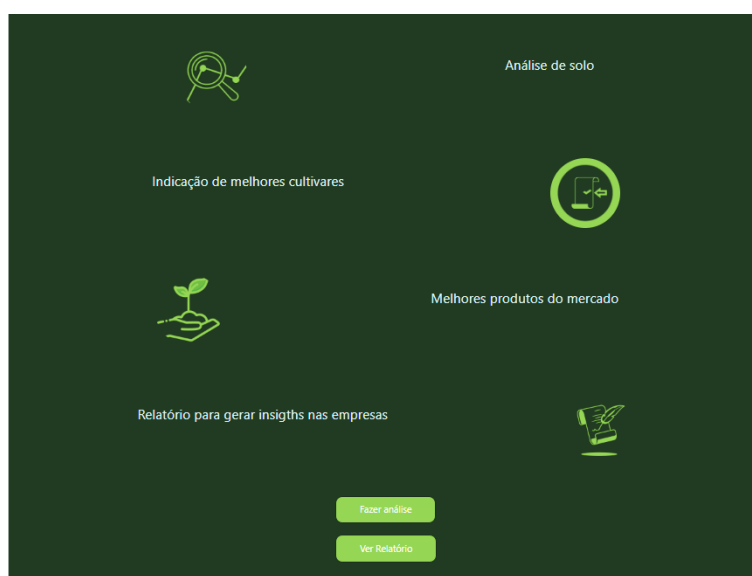 Análise de solo
Indicação de melhores cultivares
Melhores produtos do mercado
Relatório para gerar insigths nas empresas
Fazer análise
Ver Relatório